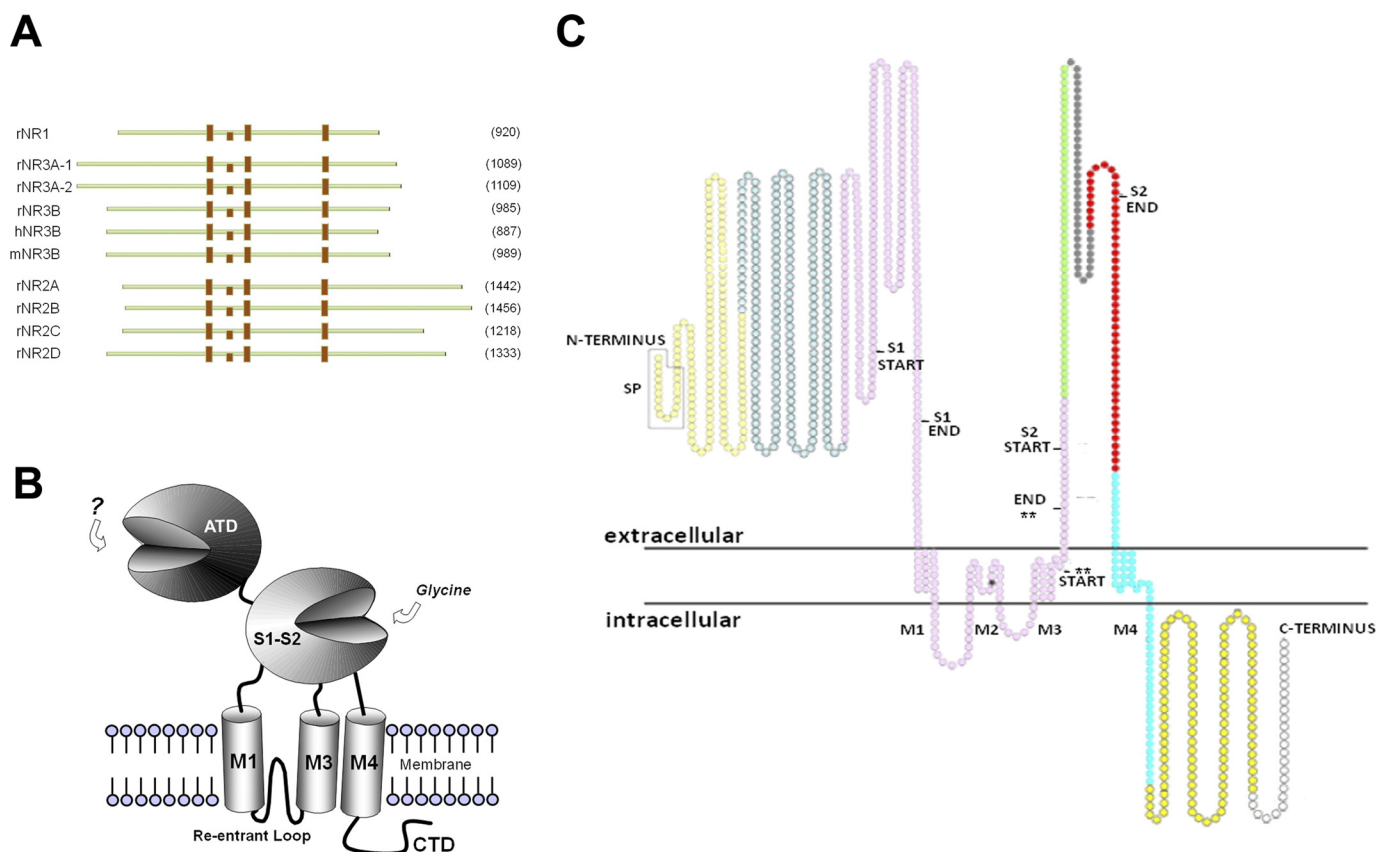 A
rNR1 (920)
rNR3A-1 (1089)
rNR3A-2 (1109)
rNR3B (985)
hNR3B (887)
mNR3B (989)
rNR2A (1442)
rNR2B (1456)
rNR2C (1218)
rNR2D (1333)
B
?
ATD
Glycine
S1-S2
M1
M3
M4
Membrane
Re-entrant Loop
CTD
C
N-TERMINUS
SP
S1
START
S1
END
S2
START
END
**
S2
END
extracellular
**
START
intracellular
M1
M2
M3
M4
C-TERMINUS